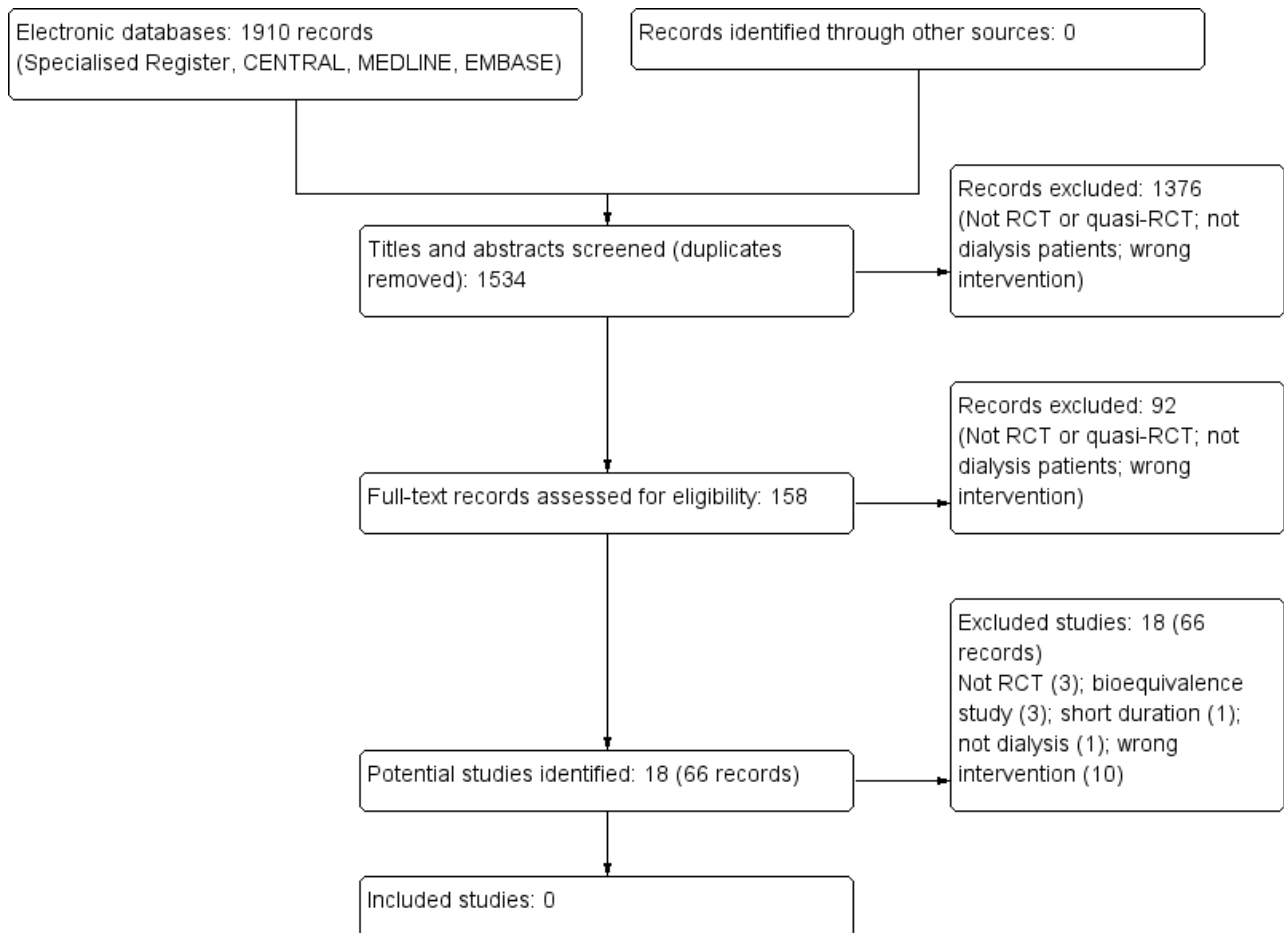 Electronic databases: 1910 records
(Specialised Register, CENTRAL, MEDLINE, EMBASE)
Records identified through other sources: 0
Titles and abstracts screened (duplicates
removed): 1534
Records excluded: 1376
(Not RCT or quasi-RCT; not
dialysis patients; wrong
intervention)
Full-text records assessed for eligibility: 158
Records excluded: 92
(Not RCT or quasi-RCT; not
dialysis patients; wrong
intervention)
Potential studies identified: 18 (66 records)
Excluded studies: 18 (66
records)
Not RCT (3); bioequivalence
study (3); short duration (1);
not dialysis (1); wrong
intervention (10)
Included studies: 0